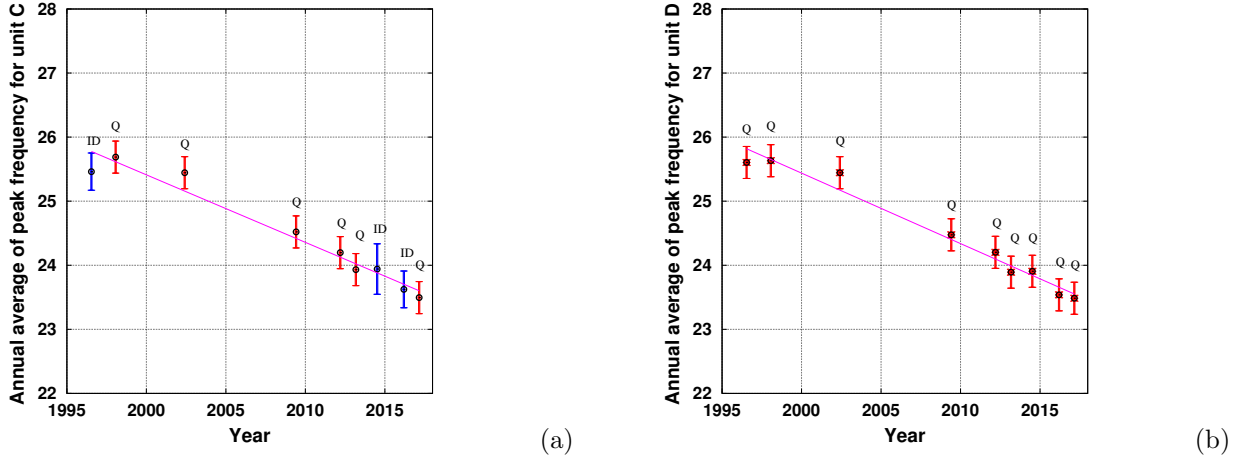 Annual average of peak frequency for unit C
28
27
26
25
24
23
22
ID
Q
Q
Q
Q
Q
ID
ID
Q
1995 2000 2005 2010 2015
Year
(a)
Annual average of peak frequency for unit D
28
27
26
25
24
23
22
Q
Q
Q
Q
Q
Q
Q
Q
Q
1995 2000 2005 2010 2015
Year
(b)